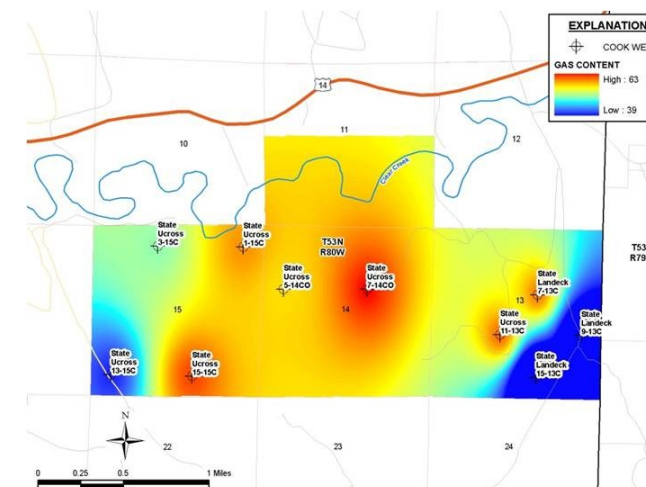 EXPLANATION
COOK WE
GAS CONTENT
High : 63
Low : 39
14
10
11
12
Clear Creek
State
Ucross
3-15C
State
Ucross
1-15C
T53N
R80W
T53
R79
State
Ucross
5-14CO
State
Ucross
7-14CO
State
Landeck
7-13C
15
14
13
State
Ucross
11-13C
State
Landeck
9-13C
State
Ucross
13-15C
State
Ucross
15-15C
State
Landeck
15-13C
N
22
23
24
0 0.25 0.5 1 Miles